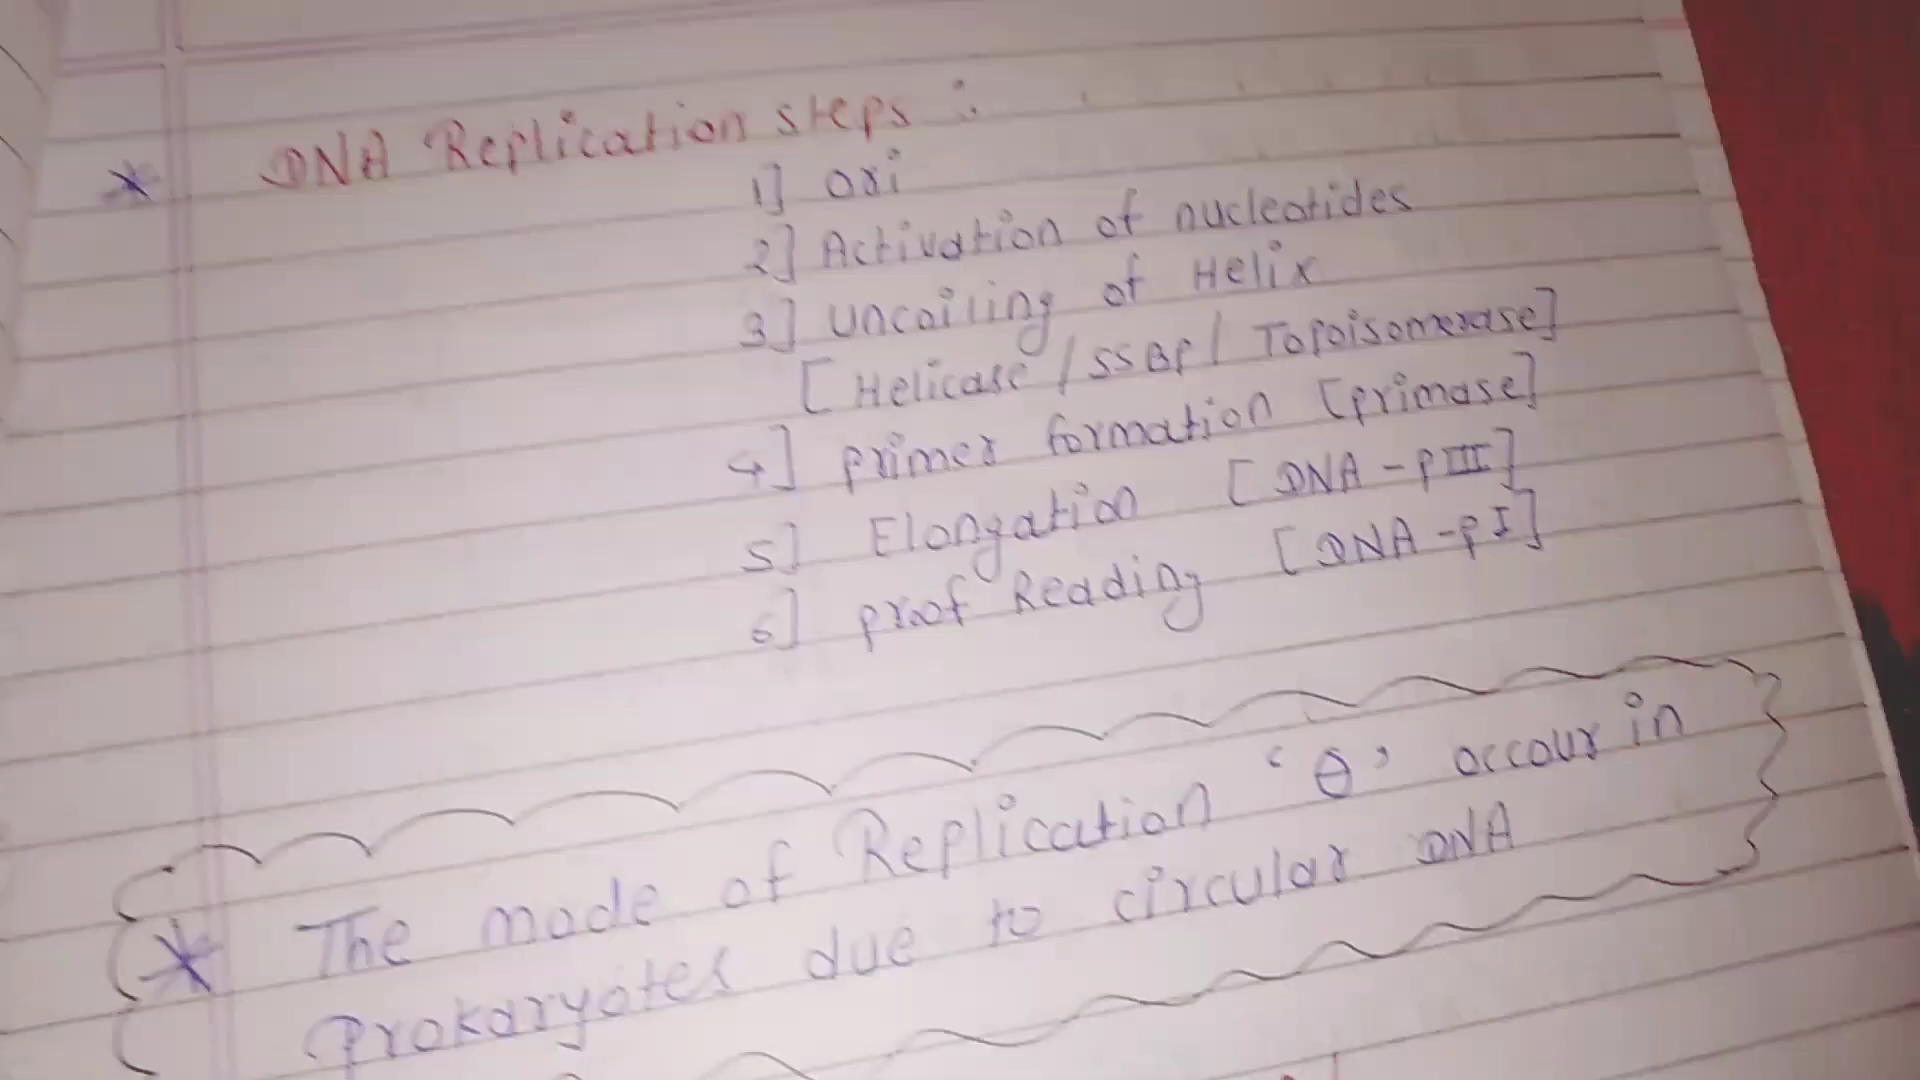 * DNA Replication steps :
1] ori
2] Activation of nucleotides
3] uncoiling of Helix
[Helicase / SSBP / Topoisomerase]
4] primer formation [primase]
5] Elongation [DNA - pIII]
6] proof Reading [DNA - pI]
* The mode of Replication ‘θ’ occour in
Prokaryotes due to circular DNA